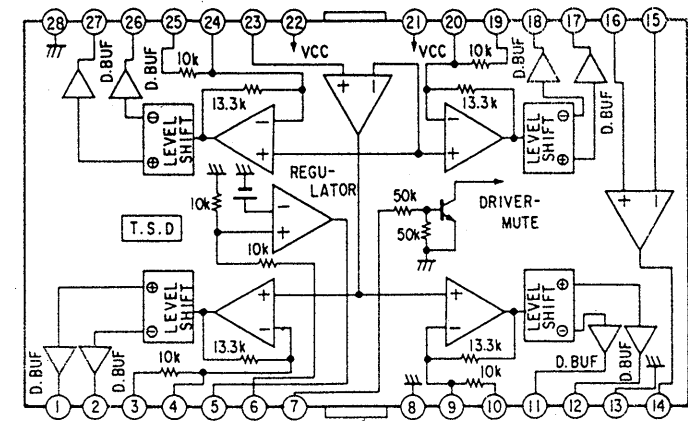 28 27 26 25 24 23 22 21 20 19 18 17 16 15
D.BUF
D.BUF
10k
VCC
VCC
10k
D.BUF
D.BUF
13.3k
13.3k
LEVEL
SHIFT
LEVEL
SHIFT
REGU-
LATOR
10k
50k
50k
DRIVER-
MUTE
T.S.D
10k
LEVEL
SHIFT
LEVEL
SHIFT
13.3k
13.3k
10k
10k
D.BUF
D.BUF
D.BUF
D.BUF
1 2 3 4 5 6 7 8 9 10 11 12 13 14